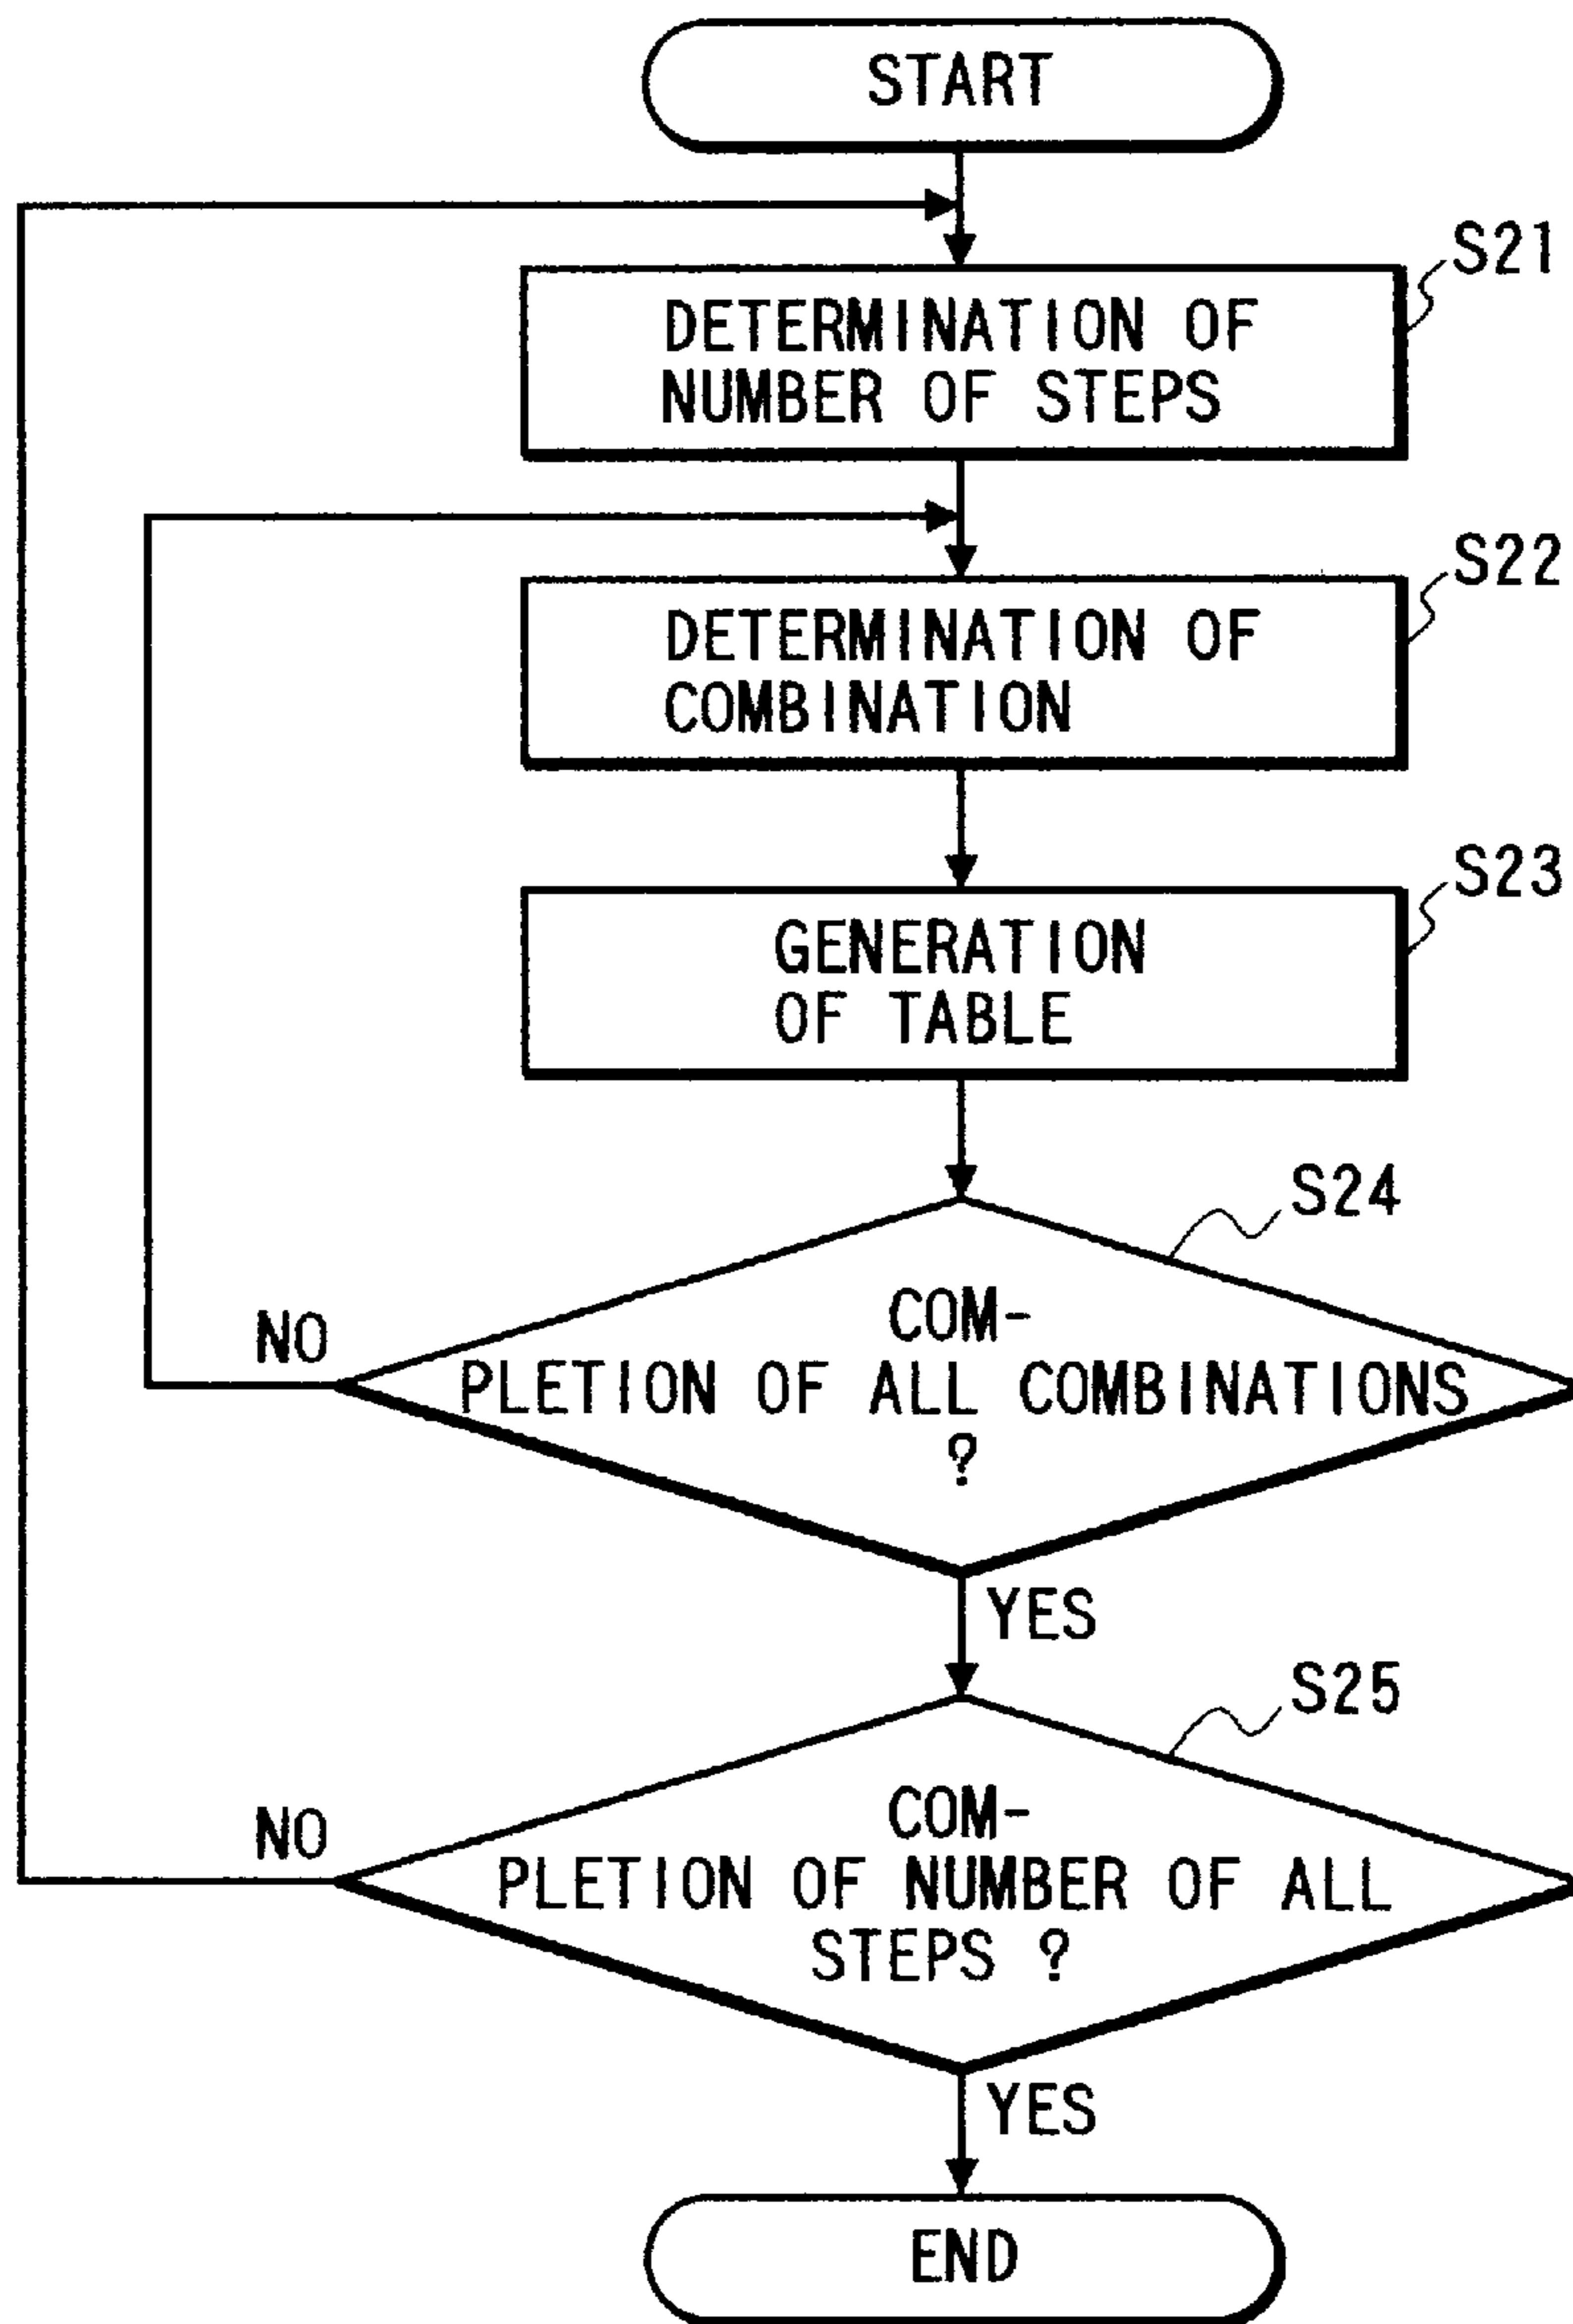 START
S21
DETERMINATION OF
NUMBER OF STEPS
S22
DETERMINATION OF
COMBINATION
S23
GENERATION
OF TABLE
S24
COM-
NO
PLETION OF ALL COMBINATIONS
?
YES
S25
COM-
NO
PLETION OF NUMBER OF ALL
STEPS ?
YES
END